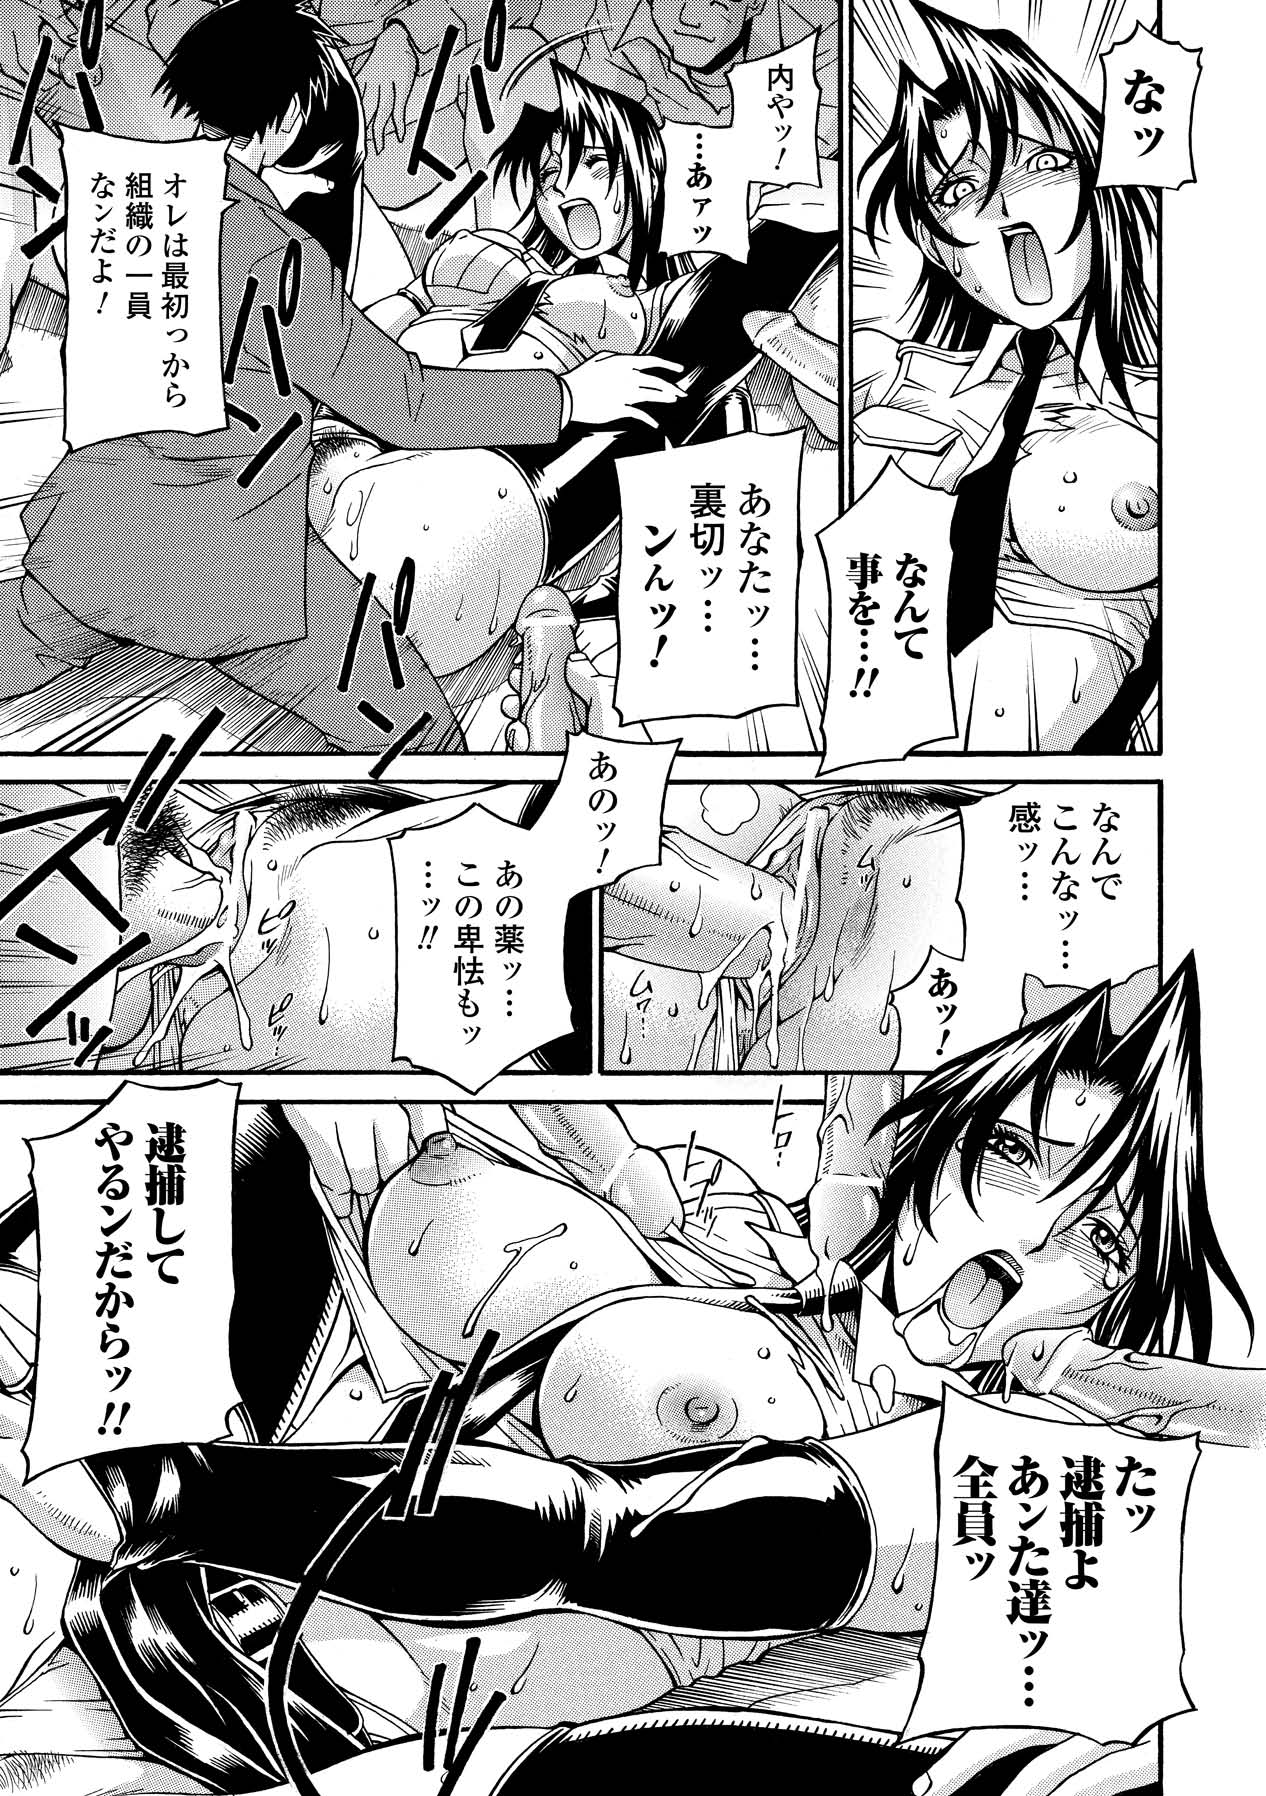 なッ
なんて
事を…!!
内やッ!
…あァッ
あなたッ…
裏切ッ…
ンんッ!
オレは最初っから
組織の一員
なンだよ!
なんで
こんなッ…
感ッ…
あッ!
あのッ!
あの薬ッ…
この卑怯もッ
…ッ!!
たッ
逮捕よ
あンた達ッ…
全員ッ
逮捕して
やるンだからッ!!